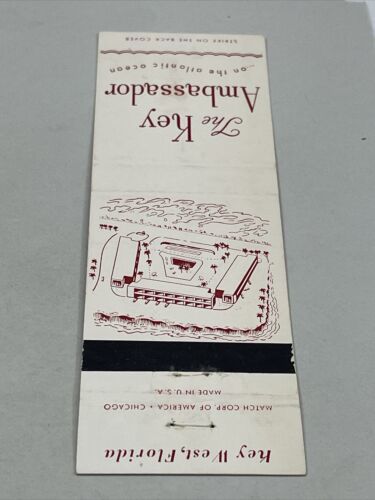 Key West, Florida
MATCH CORP. OF AMERICA • CHICAGO
MADE IN U.S.A.
The Key
Ambassador
...on the atlantic ocean
STRIKE ON THE BACK COVER